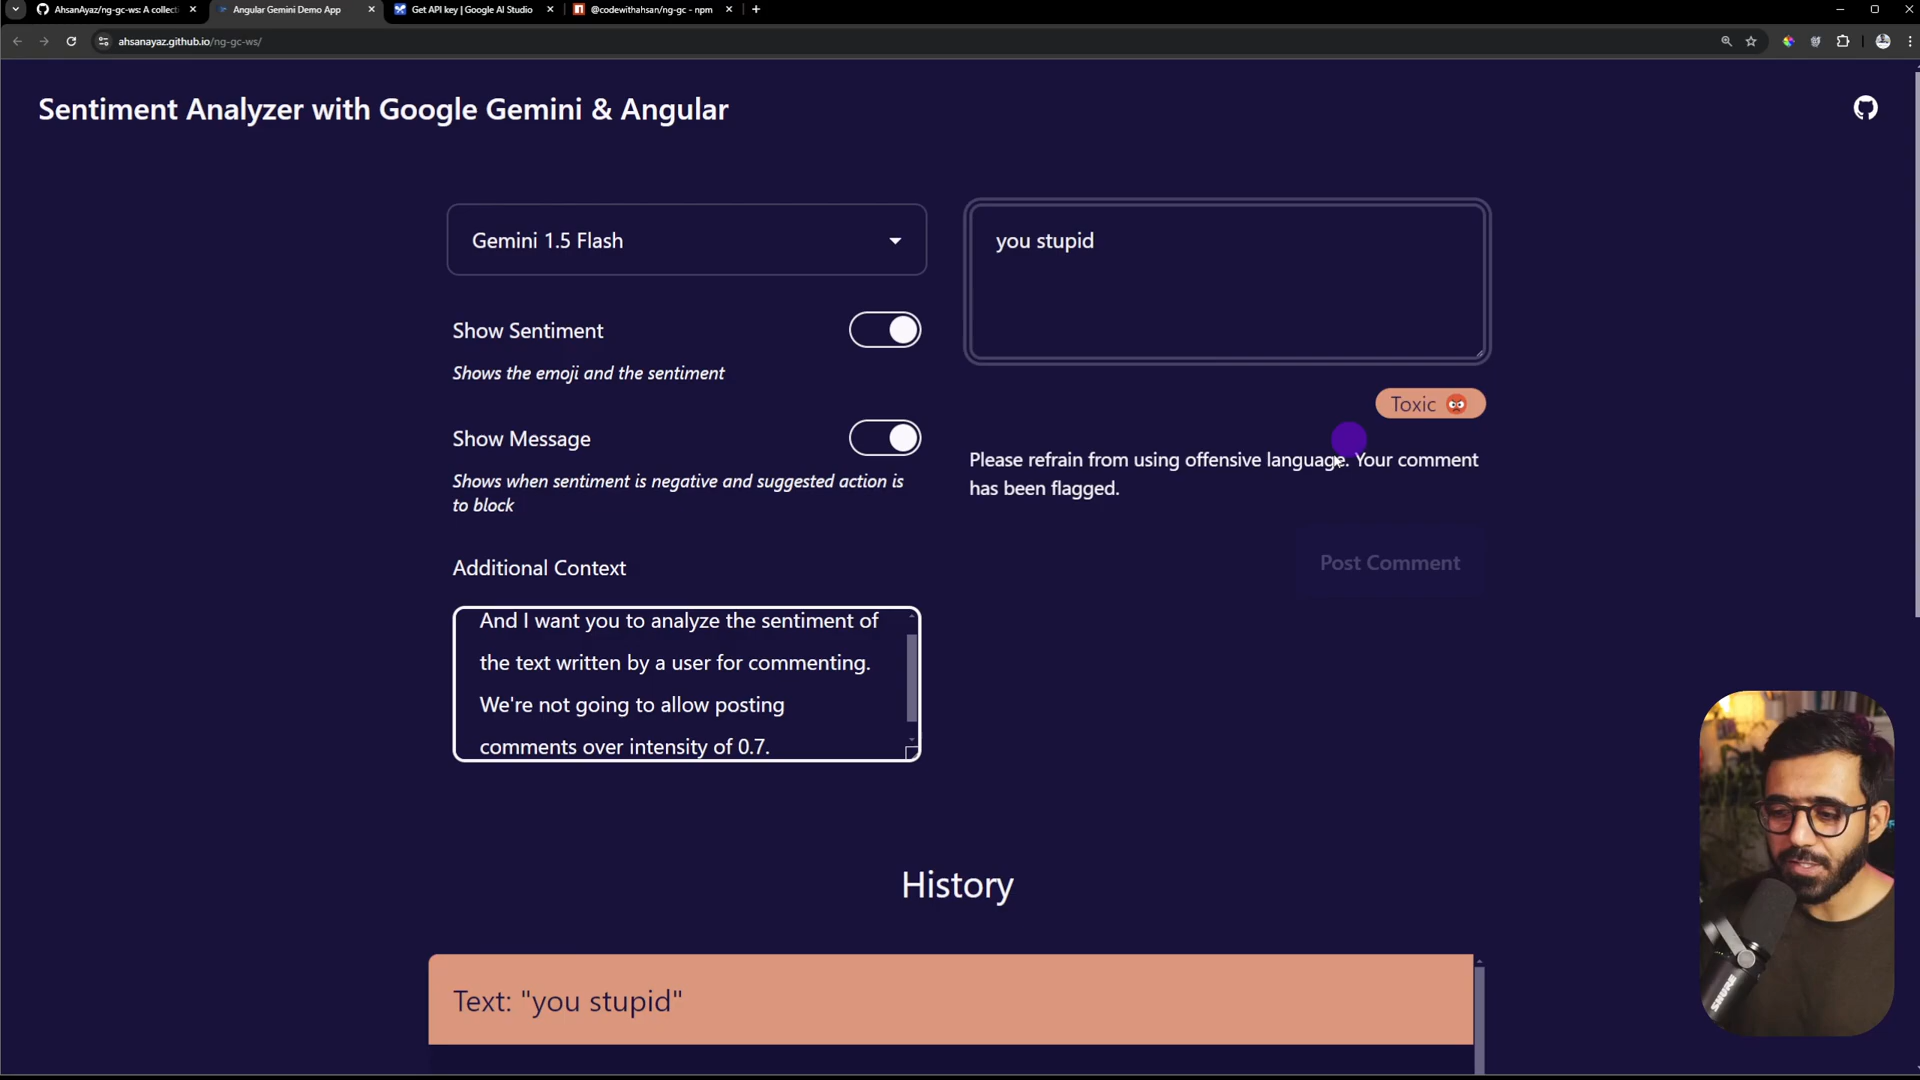 AhsanAyaz/ng-gc-ws: A collecti
Angular Gemini Demo App
Get API key | Google AI Studio
@codewithahsan/ng-gc - npm
ahsanayaz.github.io/ng-gc-ws/
Sentiment Analyzer with Google Gemini & Angular
Gemini 1.5 Flash
Show Sentiment
Shows the emoji and the sentiment
Show Message
Shows when sentiment is negative and suggested action is
to block
Additional Context
And I want you to analyze the sentiment of
the text written by a user for commenting.
We're not going to allow posting
comments over intensity of 0.7.
you stupid
Toxic
Please refrain from using offensive language. Your comment
has been flagged.
Post Comment
History
Text: "you stupid"
SHURE